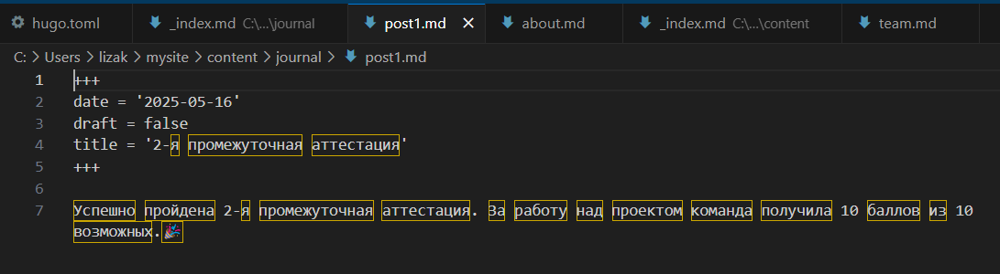 hugo.toml _index.md C:\...\journal post1.md about.md _index.md C:\...\content team.md
C: > Users > lizak > mysite > content > journal > post1.md
1 +++
2 date = '2025-05-16'
3 draft = false
4 title = '2-я промежуточная аттестация'
5 +++
6
7 Успешно пройдена 2-я промежуточная аттестация. За работу над проектом команда получила 10 баллов из 10
возможных.🎉